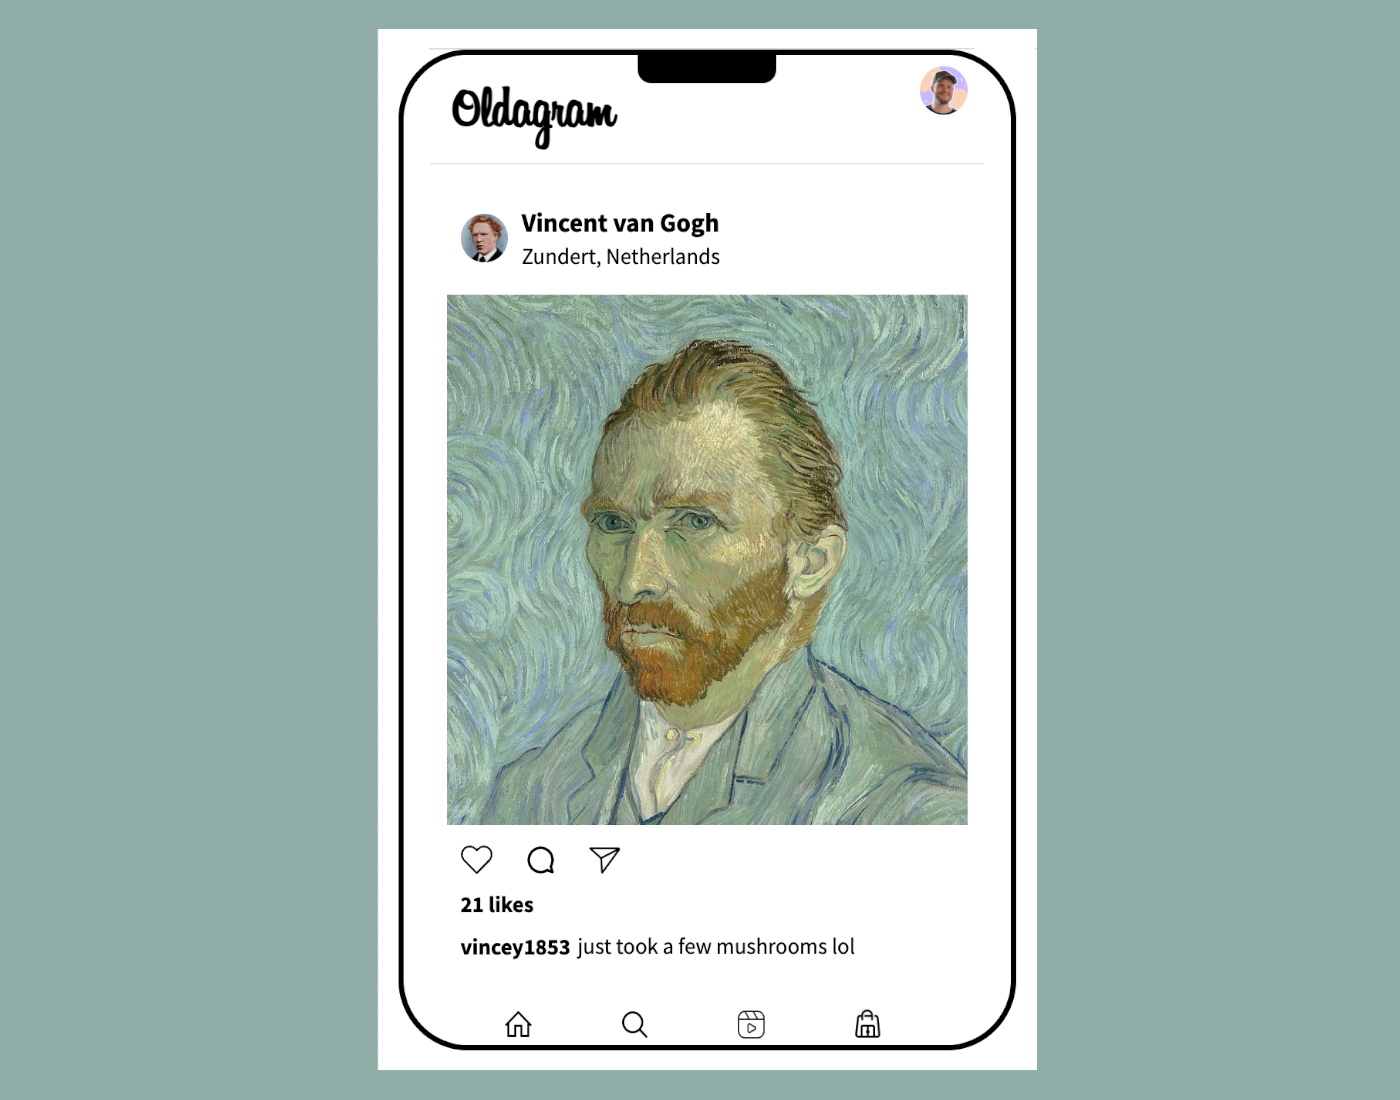 Oldagram
Vincent van Gogh
Zundert, Netherlands
21 likes
vincey1853 just took a few mushrooms lol